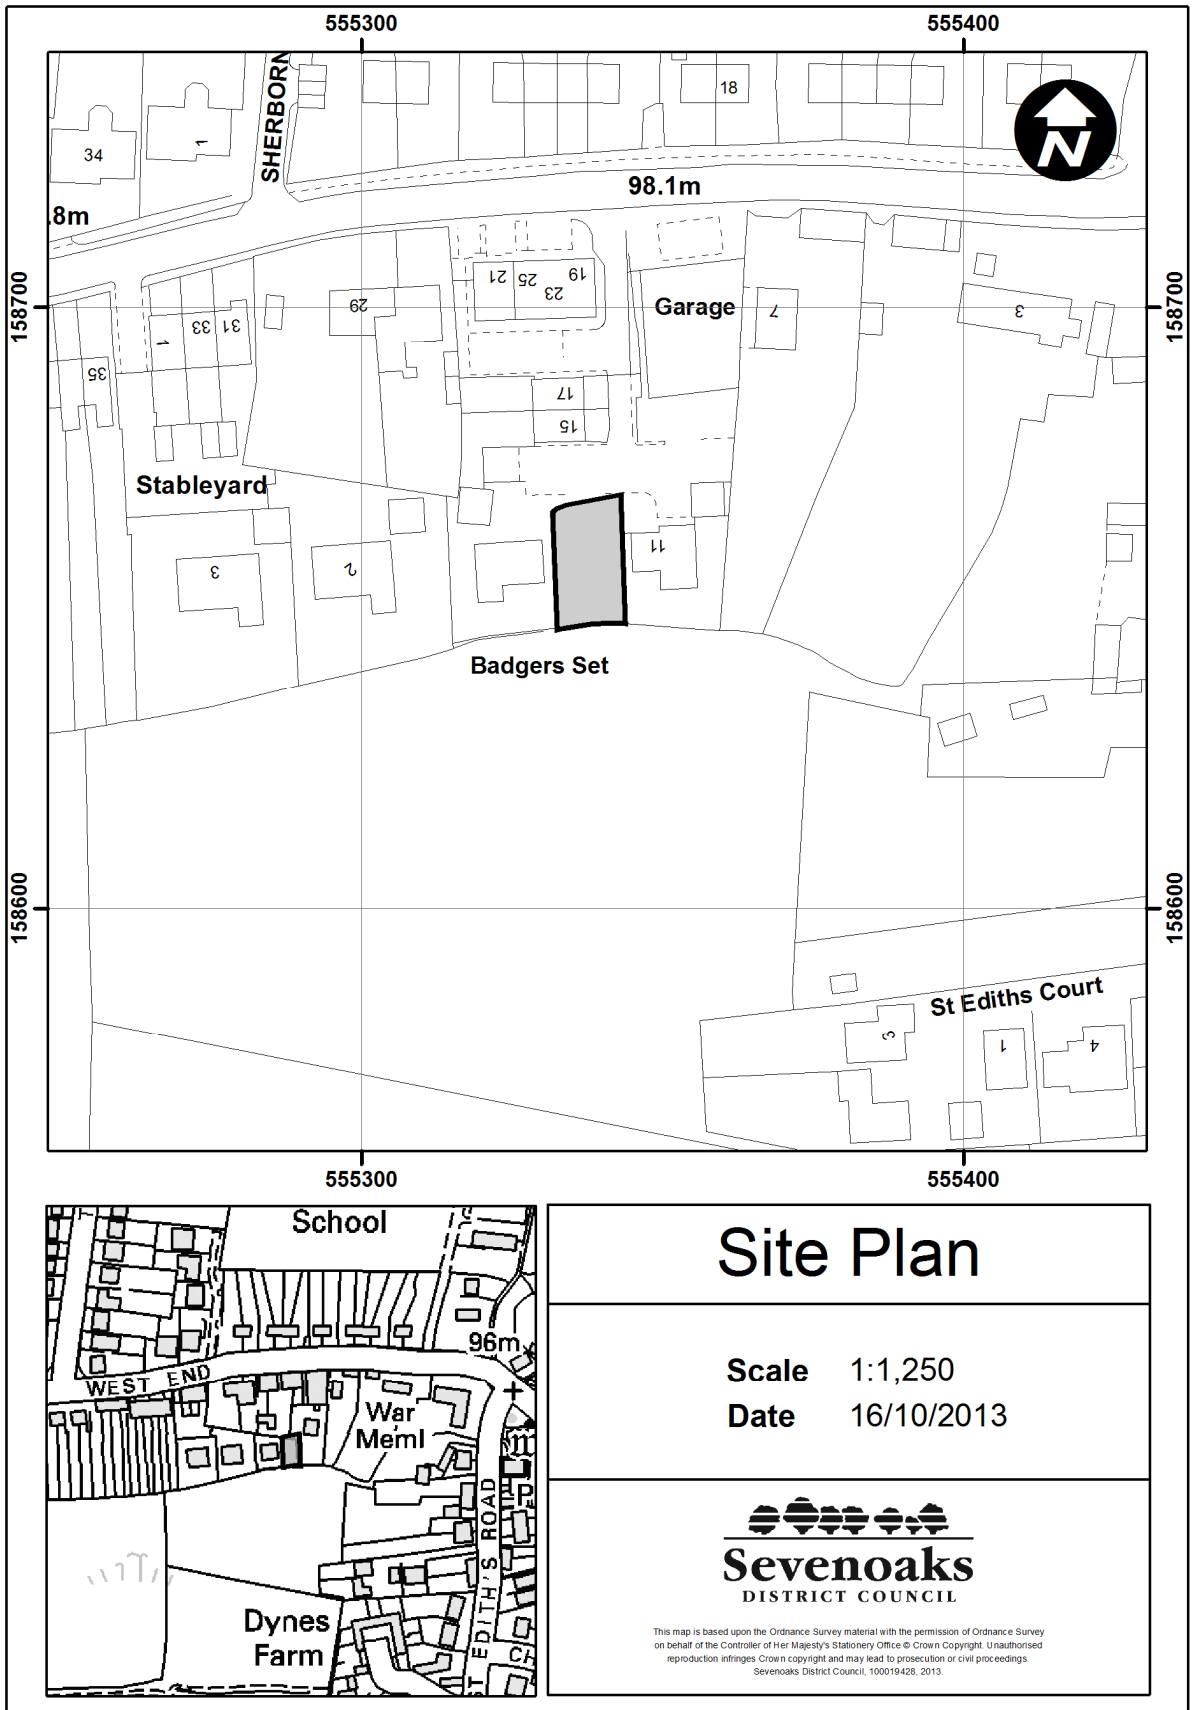 555300 555400
34
1
SHERBORN
18
N
98.1m
.8m
158700
158700
21 25 19
23
29
1 33 31
Garage
7
3
35
17
15
Stableyard
11
3
2
Badgers Set
158600
158600
St Ediths Court
3
1
4
555300 555400
School
96m
WEST END
War
Meml
P
ST EDITH'S ROAD
Dynes
Farm
CH
Site Plan
Scale 1:1,250
Date 16/10/2013
Sevenoaks
DISTRICT COUNCIL
This map is based upon the Ordnance Survey material with the permission of Ordnance Survey
on behalf of the Controller of Her Majesty's Stationery Office © Crown Copyright. Unauthorised
reproduction infringes Crown copyright and may lead to prosecution or civil proceedings.
Sevenoaks District Council, 100019428, 2013.